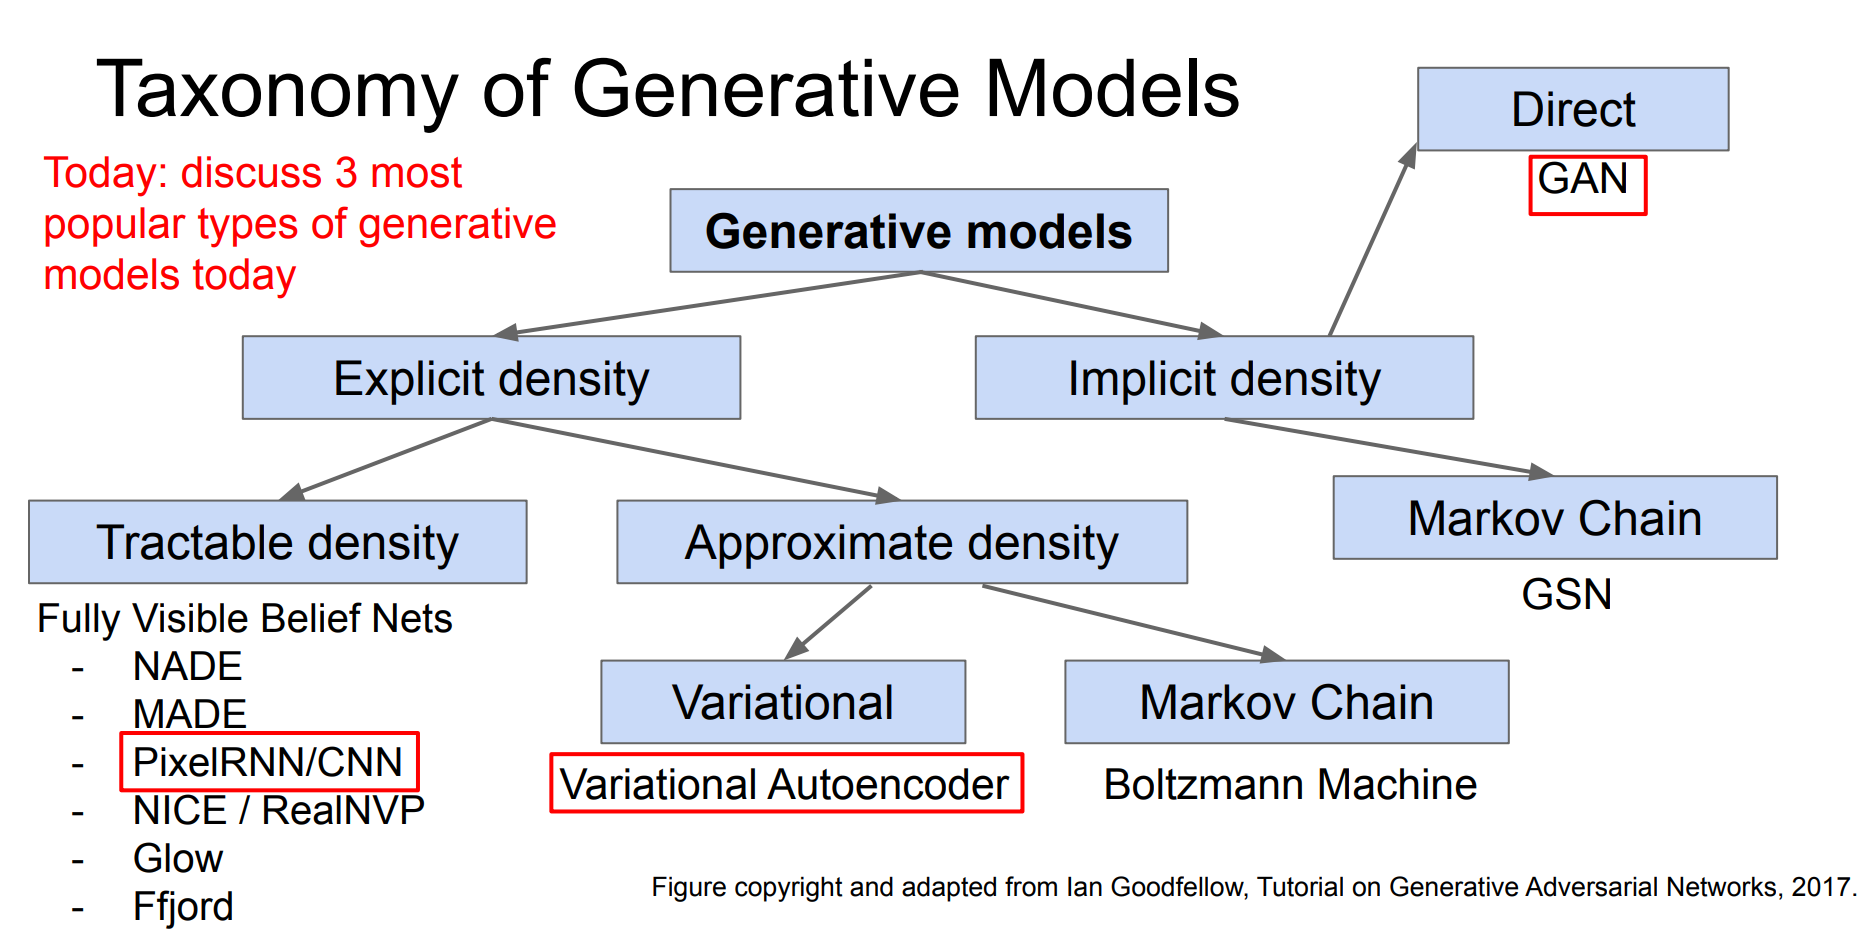 Taxonomy of Generative Models
Today: discuss 3 most
popular types of generative
models today
Direct
GAN
Generative models
Explicit density
Implicit density
Tractable density
Approximate density
Markov Chain
GSN
Fully Visible Belief Nets
- NADE
- MADE
- PixelRNN/CNN
- NICE / RealNVP
- Glow
- Ffjord
Variational
Markov Chain
Variational Autoencoder
Boltzmann Machine
Figure copyright and adapted from Ian Goodfellow, Tutorial on Generative Adversarial Networks, 2017.